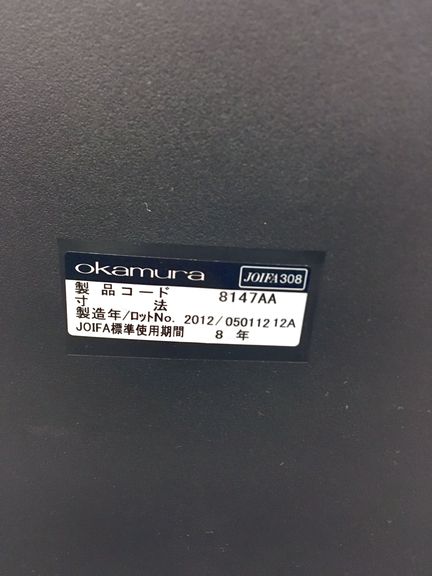 okamura JOIFA308
製品コード 8147AA
寸法
製造年/ロットNo. 2012/05011212A
JOIFA標準使用期間 8年